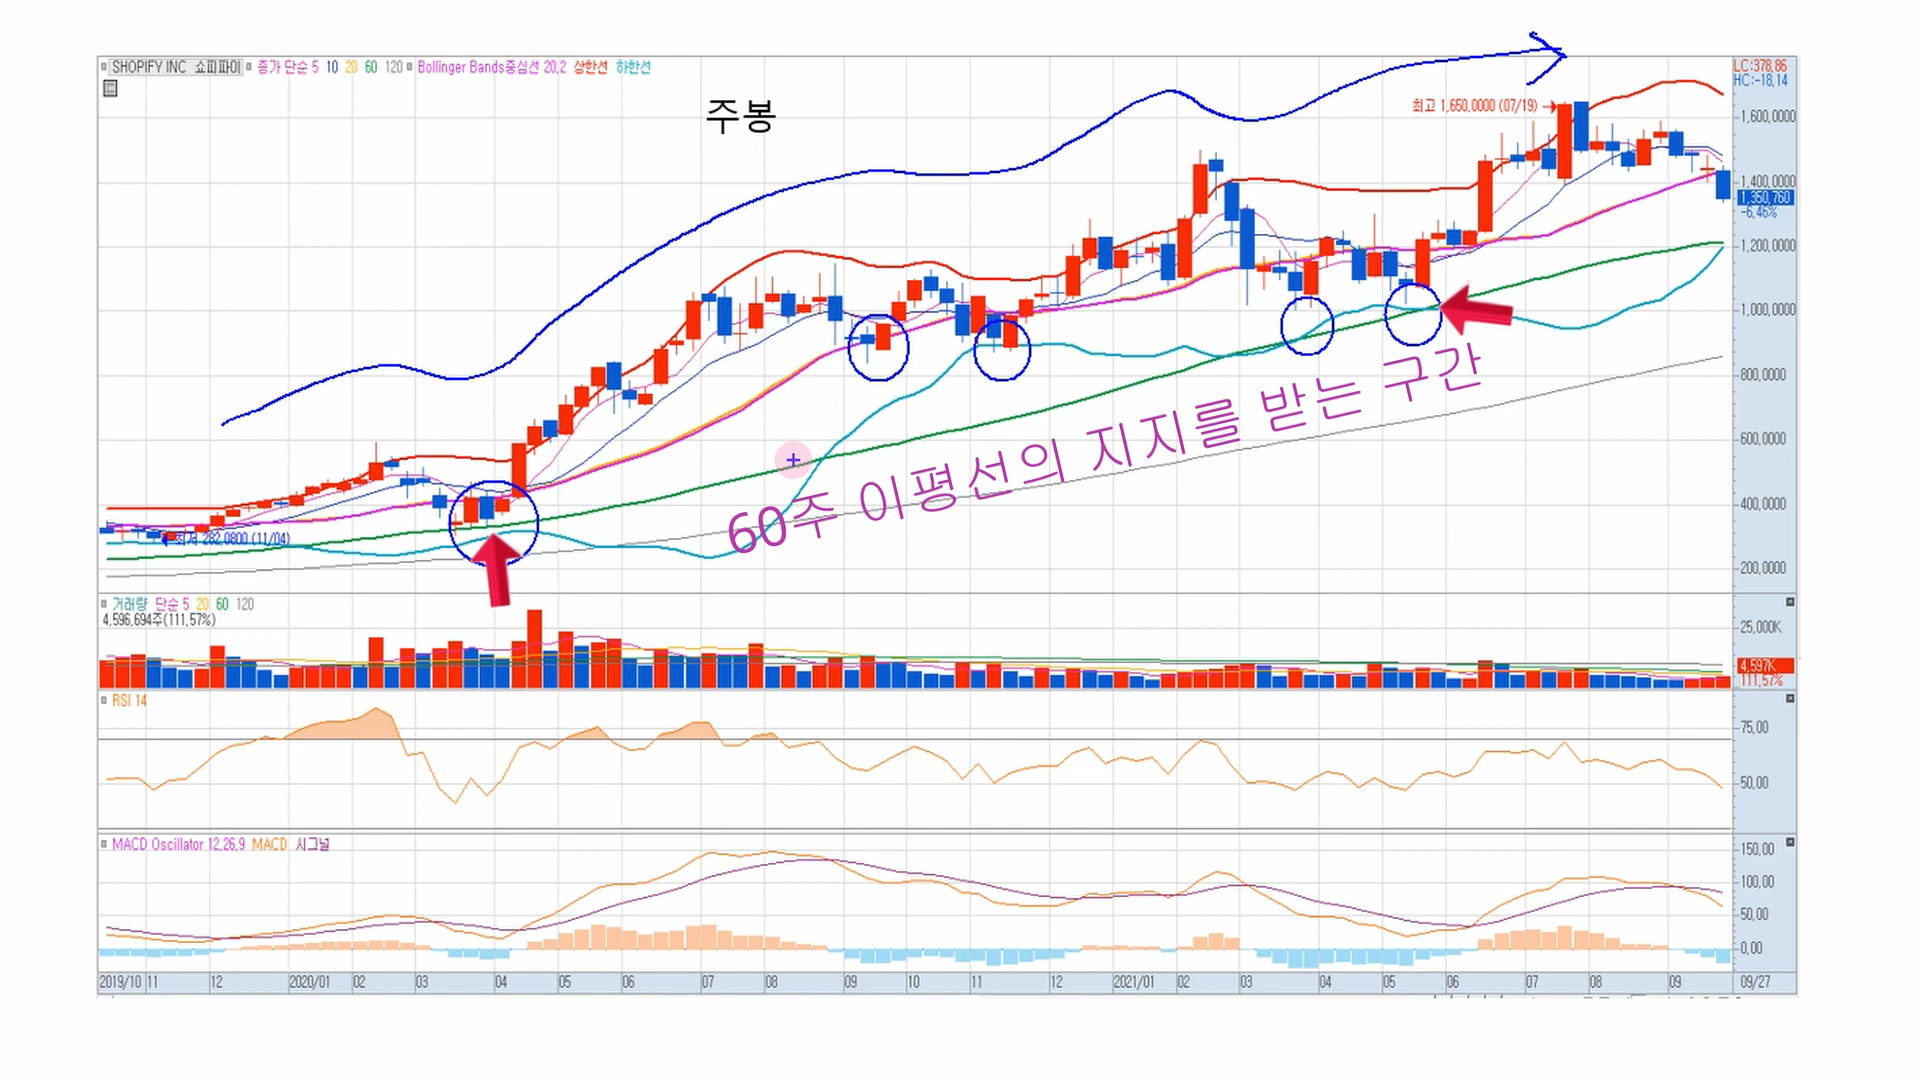 SHOPIFY INC 쇼피파이 종가 단순 5 10 20 60 120 Bollinger Bands중심선 20,2 상한선 하한선
LC:378,86
HC:-18,14
주봉
최고 1,650,0000 (07/19)
1,600,0000
1,400,0000
1,350,760
-6,46%
1,200,0000
1,000,0000
800,0000
600,0000
400,0000
200,0000
최저 282,0800 (11/04)
60주 이평선의 지지를 받는 구간
거래량 단순 5 20 60 120
4,596,694주(111,57%)
25,000K
4,597K
111,57%
RSI 14
75,00
50,00
MACD Oscillator 12,26,9 MACD 시그널
150,00
100,00
50,00
0,00
2019/10 11 12 2020/01 02 03 04 05 06 07 08 09 10 11 12 2021/01 02 03 04 05 06 07 08 09 09/27